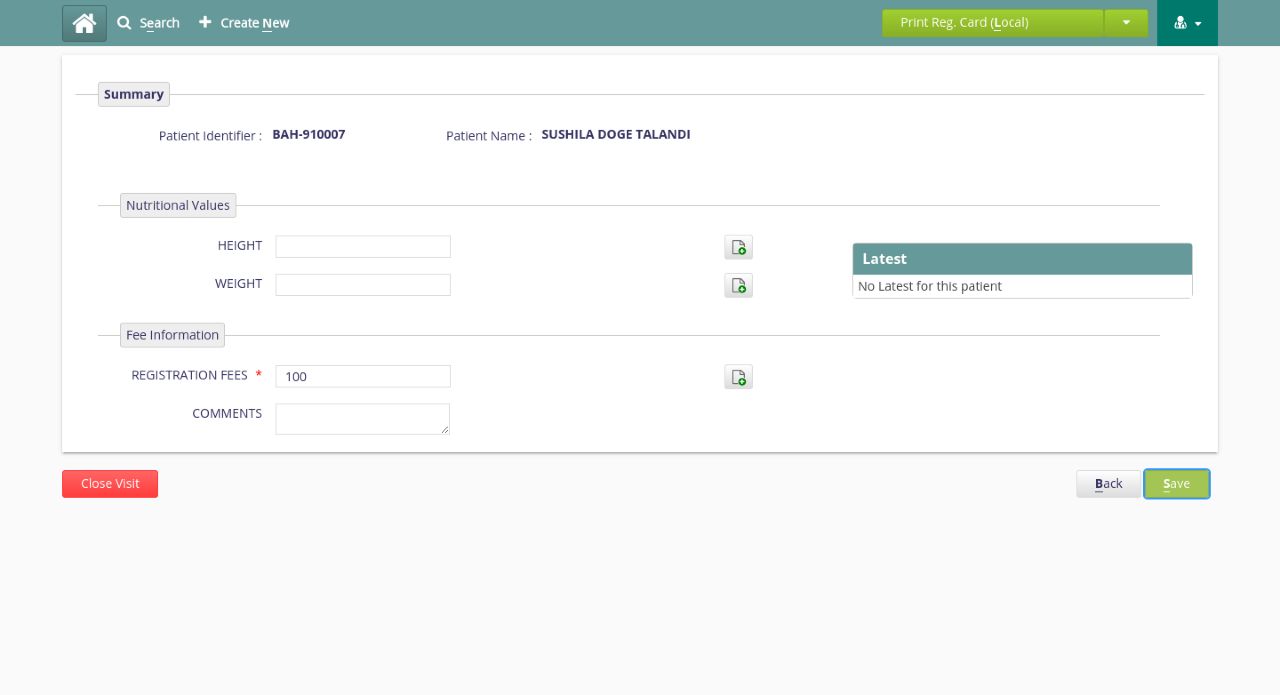 Search
Create New
Print Reg. Card (Local)
Summary
Patient Identifier : BAH-910007
Patient Name : SUSHILA DOGE TALANDI
Nutritional Values
HEIGHT
WEIGHT
Latest
No Latest for this patient
Fee Information
REGISTRATION FEES * 100
COMMENTS
Close Visit
Back
Save